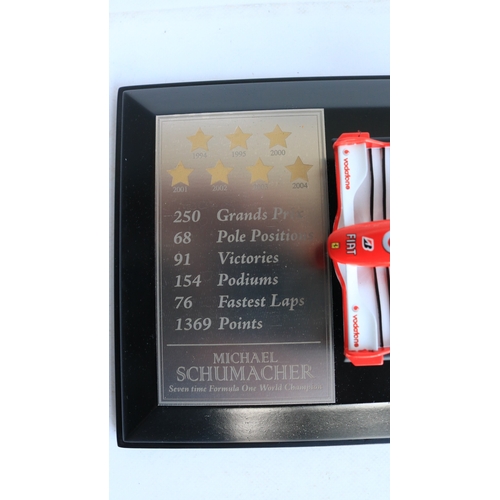 1994 1995 2000
2001 2002 2004
250 Grands Prix
68 Pole Positions
91 Victories
154 Podiums
76 Fastest Laps
1369 Points
MICHAEL
SCHUMACHER
Seven time Formula One World Champion
vodafone
FIAT
vodafone